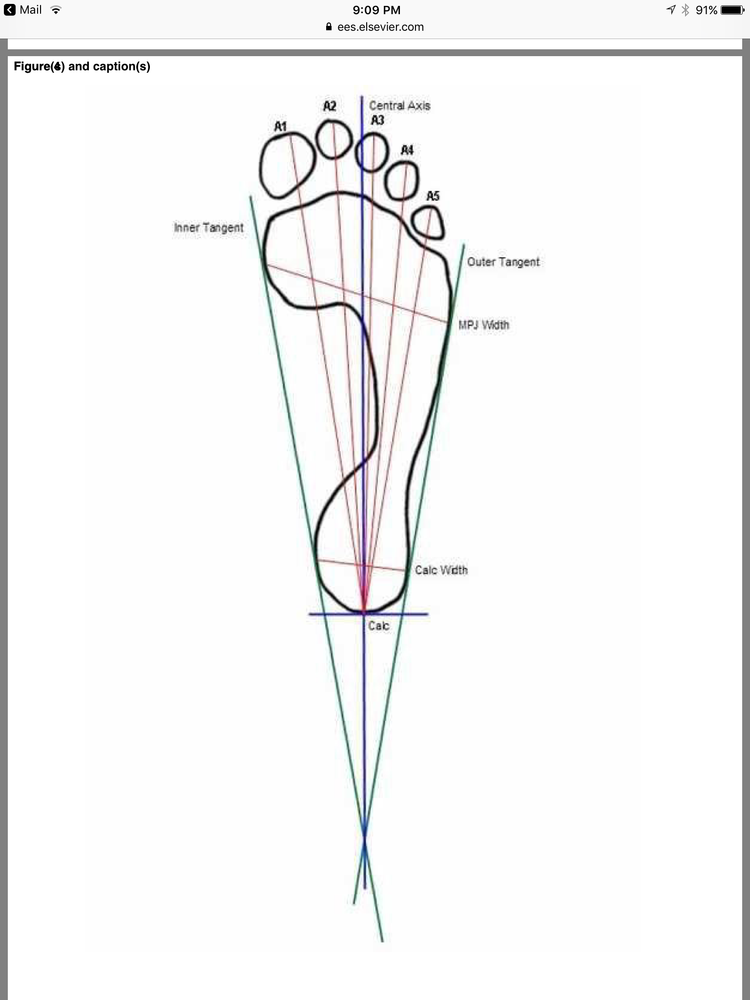 Mail 9:09 PM 91%
ees.elsevier.com
and caption(s)
A2 Central Axis
A1 A3
A4
A5
Inner Tangent
Outer Tangent
MPJ Width
Calc Width
Calc